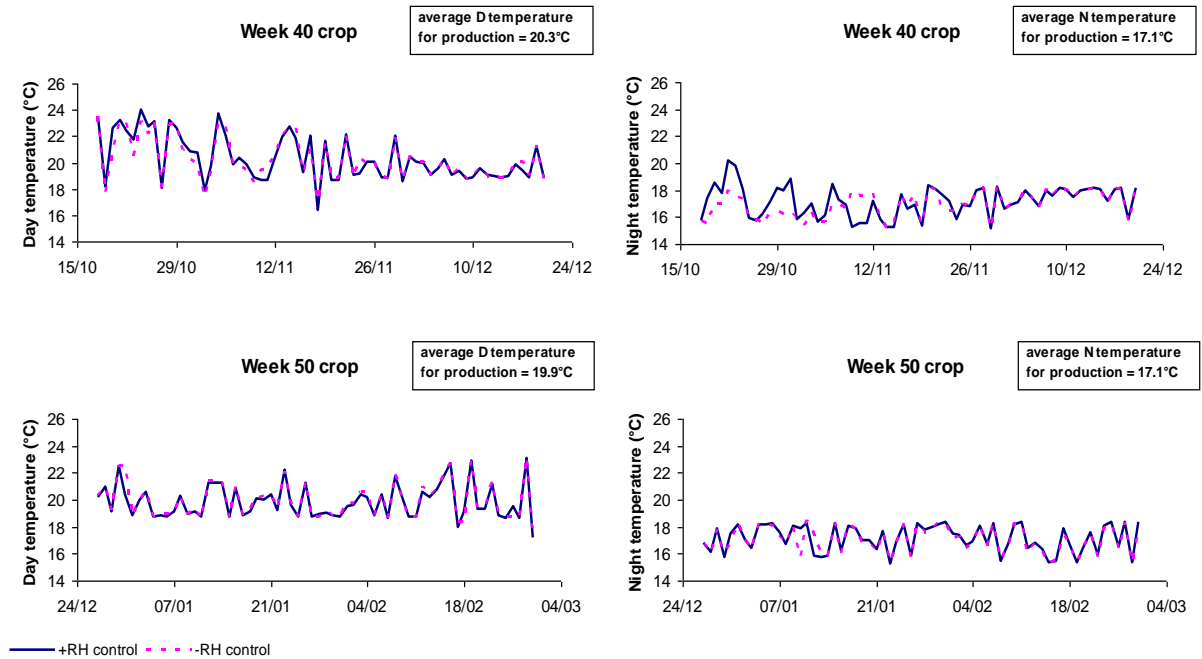 Week 40 crop
average D temperature
for production = 20.3°C
Day temperature (°C)
26
24
22
20
18
16
14
15/10 29/10 12/11 26/11 10/12 24/12
Week 40 crop
average N temperature
for production = 17.1°C
Night temperature (°C)
26
24
22
20
18
16
14
15/10 29/10 12/11 26/11 10/12 24/12
Week 50 crop
average D temperature
for production = 19.9°C
Day temperature (°C)
26
24
22
20
18
16
14
24/12 07/01 21/01 04/02 18/02 04/03
Week 50 crop
average N temperature
for production = 17.1°C
Night temperature (°C)
26
24
22
20
18
16
14
24/12 07/01 21/01 04/02 18/02 04/03
+RH control -RH control